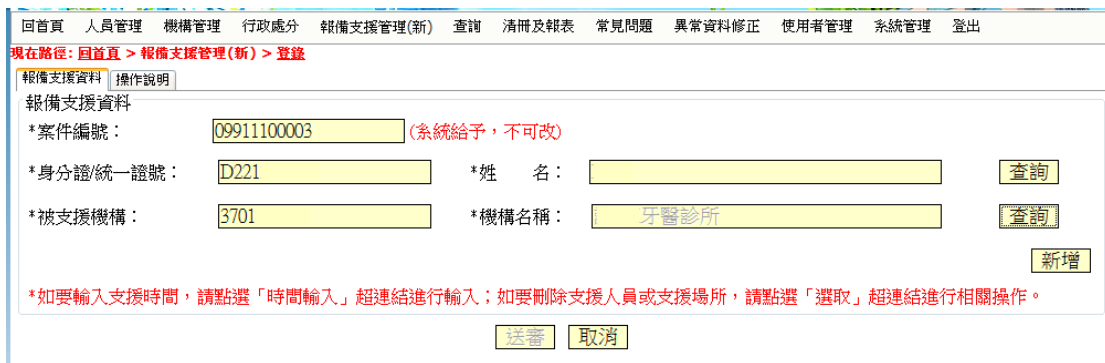 回首頁 人員管理 機構管理 行政處分 報備支援管理(新) 查詢 清冊及報表 常見問題 異常資料修正 使用者管理 系統管理 登出
現在路徑: 回首頁 > 報備支援管理(新) > 登錄
報備支援資料 操作說明
報備支援資料
*案件編號： 09911100003 (系統給予，不可改)
*身分證/統一證號： D221 *姓 名： 查詢
*被支援機構： 3701 *機構名稱： 牙醫診所 查詢
新增
*如要輸入支援時間，請點選「時間輸入」超連結進行輸入；如要刪除支援人員或支援場所，請點選「選取」超連結進行相關操作。
送審 取消